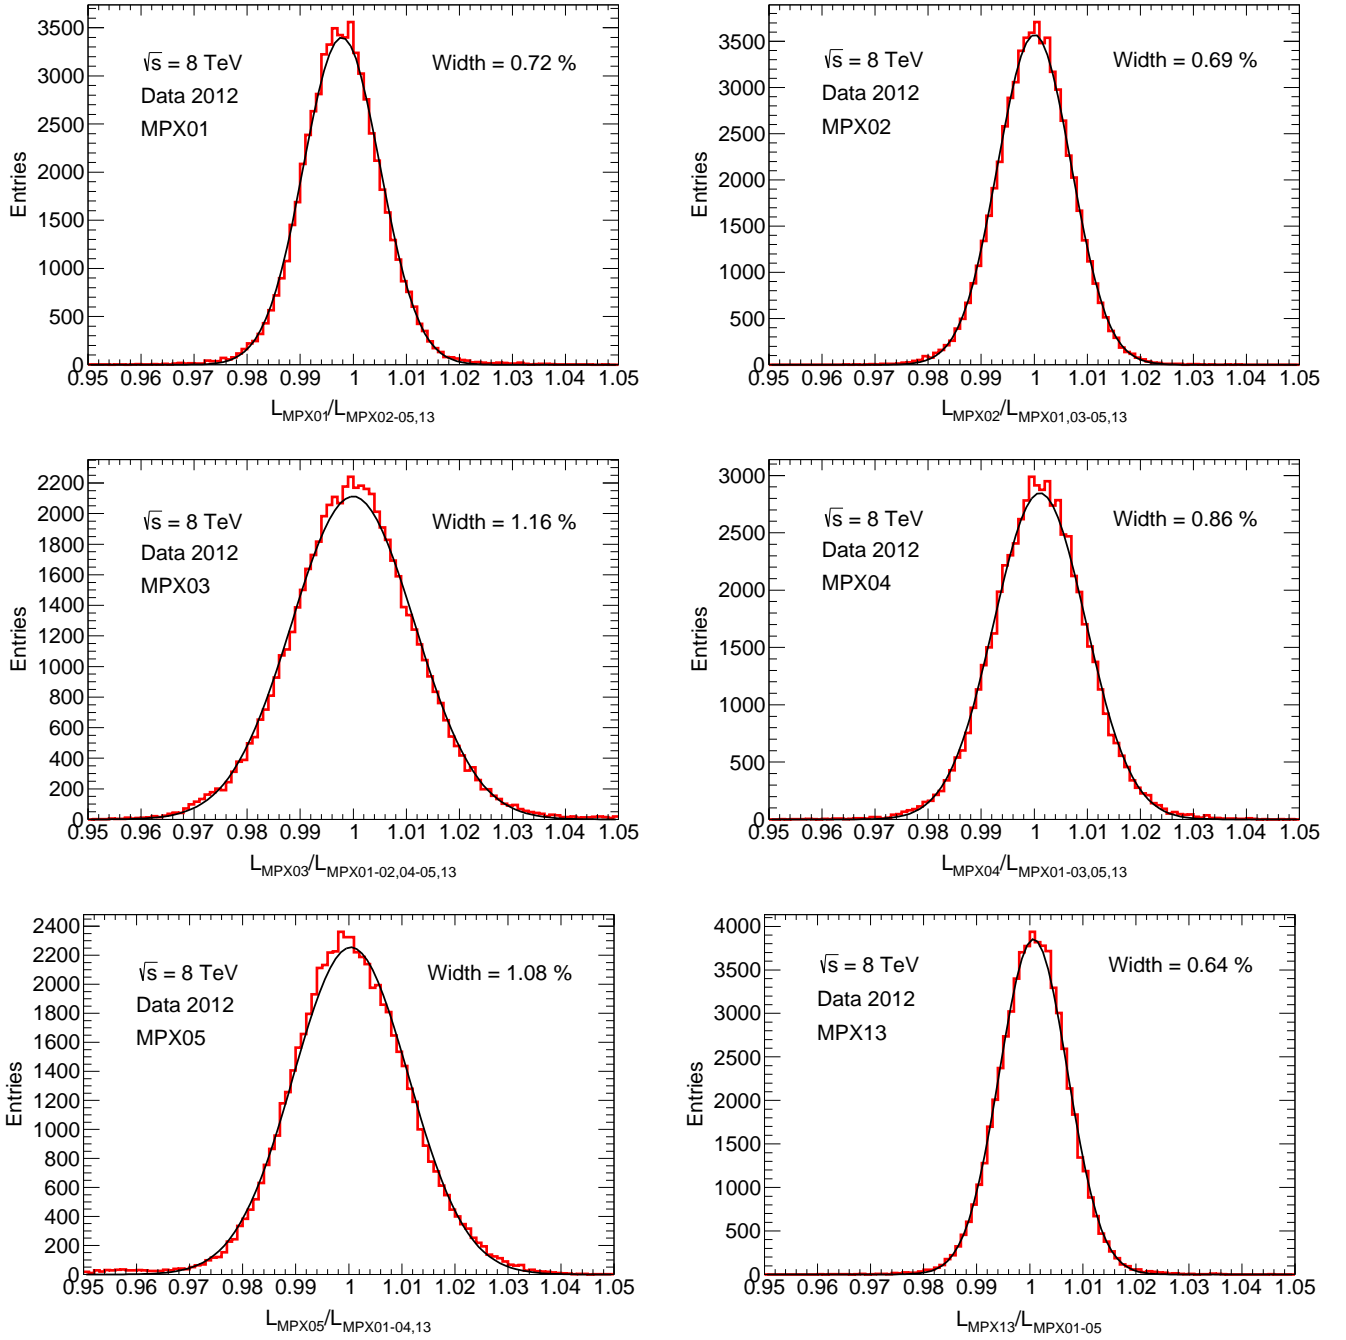 Entries
3500
3000
2500
2000
1500
1000
500
0
√s = 8 TeV
Data 2012
MPX01
Width = 0.72 %
0.95 0.96 0.97 0.98 0.99 1 1.01 1.02 1.03 1.04 1.05
L_MPX01/L_MPX02-05,13
Entries
3500
3000
2500
2000
1500
1000
500
0
√s = 8 TeV
Data 2012
MPX02
Width = 0.69 %
0.95 0.96 0.97 0.98 0.99 1 1.01 1.02 1.03 1.04 1.05
L_MPX02/L_MPX01,03-05,13
Entries
2200
2000
1800
1600
1400
1200
1000
800
600
400
200
0
√s = 8 TeV
Data 2012
MPX03
Width = 1.16 %
0.95 0.96 0.97 0.98 0.99 1 1.01 1.02 1.03 1.04 1.05
L_MPX03/L_MPX01-02,04-05,13
Entries
3000
2500
2000
1500
1000
500
0
√s = 8 TeV
Data 2012
MPX04
Width = 0.86 %
0.95 0.96 0.97 0.98 0.99 1 1.01 1.02 1.03 1.04 1.05
L_MPX04/L_MPX01-03,05,13
Entries
2400
2200
2000
1800
1600
1400
1200
1000
800
600
400
200
0
√s = 8 TeV
Data 2012
MPX05
Width = 1.08 %
0.95 0.96 0.97 0.98 0.99 1 1.01 1.02 1.03 1.04 1.05
L_MPX05/L_MPX01-04,13
Entries
4000
3500
3000
2500
2000
1500
1000
500
0
√s = 8 TeV
Data 2012
MPX13
Width = 0.64 %
0.95 0.96 0.97 0.98 0.99 1 1.01 1.02 1.03 1.04 1.05
L_MPX13/L_MPX01-05